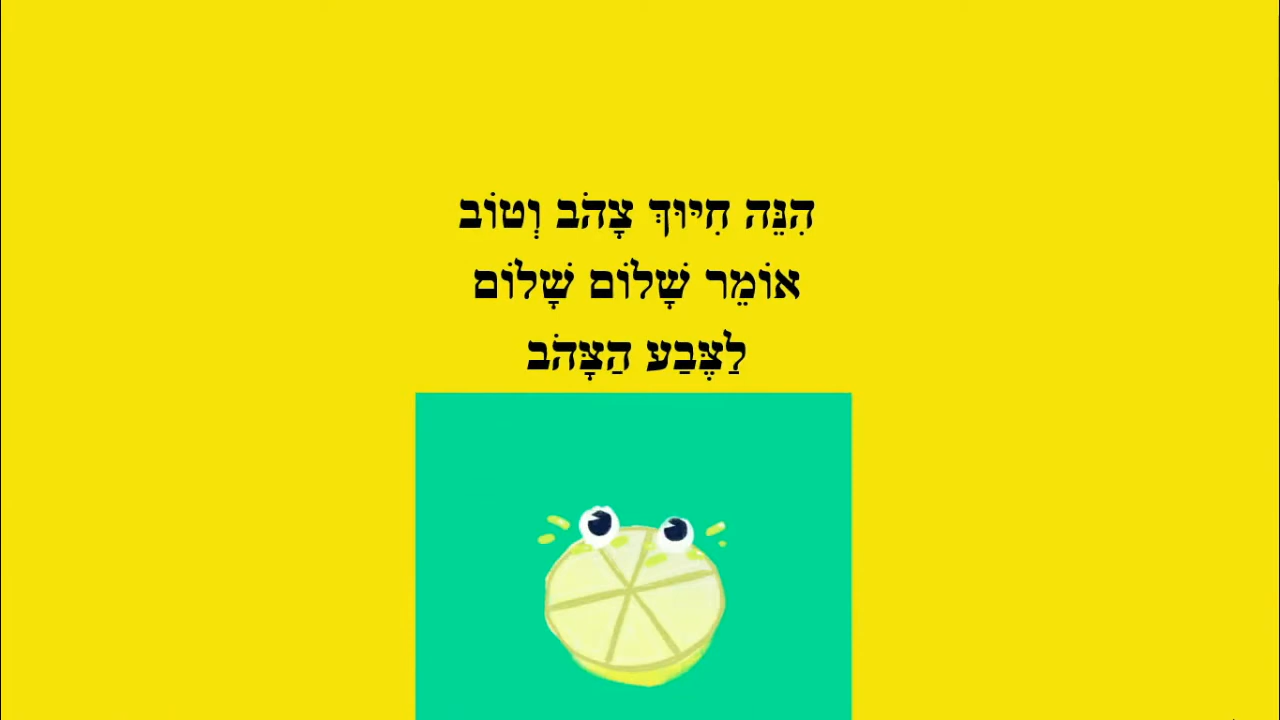 הִנֵּה חִיּוּךְ צָהֹב וְטוֹב
אוֹמֵר שָׁלוֹם שָׁלוֹם
לַצֶּבַע הַצָּהֹב